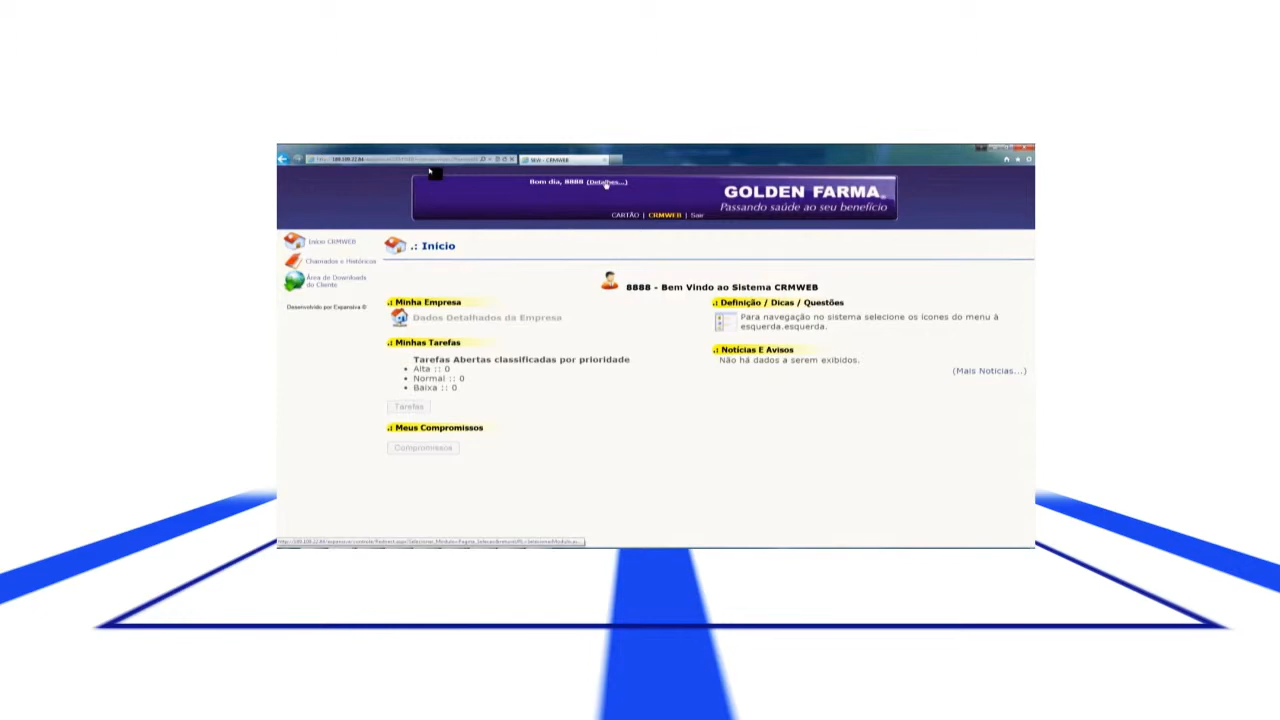 SEW - CRMWEB
Bom dia, 8888 (Detalhes...)
GOLDEN FARMA
Passando saúde ao seu benefício
CARTÃO | CRMWEB | Sair
Início CRMWEB
Chamados e Históricos
Área de Downloads
do Cliente
Desenvolvido por Expansiva ©
.: Início
8888 - Bem Vindo ao Sistema CRMWEB
.: Minha Empresa
Dados Detalhados da Empresa
.: Minhas Tarefas
Tarefas Abertas classificadas por prioridade
• Alta :: 0
• Normal :: 0
• Baixa :: 0
Tarefas
.: Meus Compromissos
Compromissos
.: Definição / Dicas / Questões
Para navegação no sistema selecione os ícones do menu à
esquerda.esquerda.
.: Notícias E Avisos
Não há dados a serem exibidos.
(Mais Noticias...)